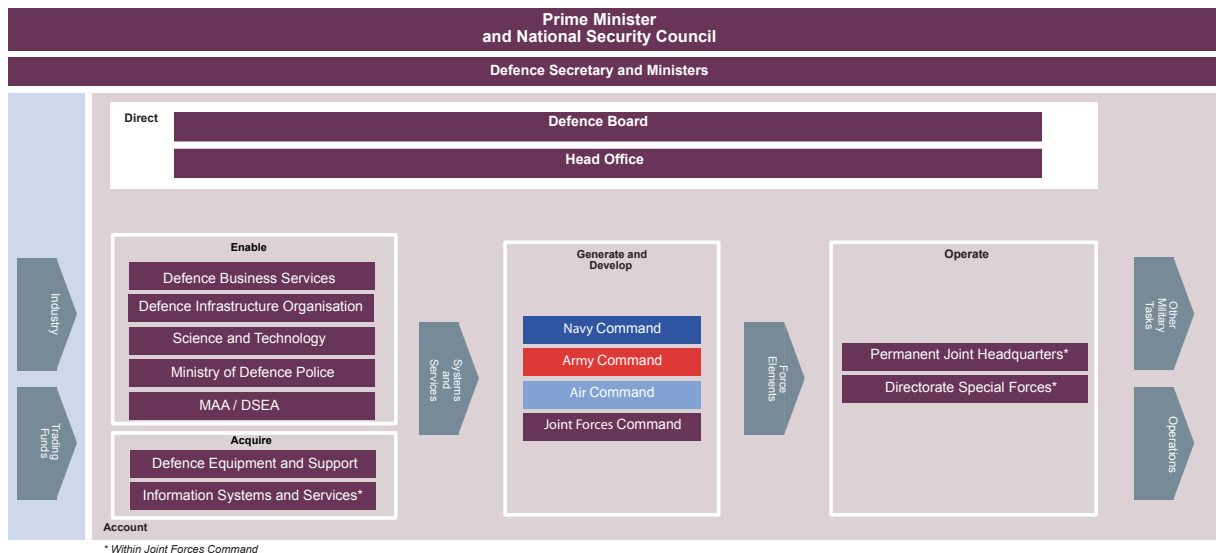 Prime Minister
and National Security Council
Defence Secretary and Ministers
Direct
Defence Board
Head Office
Industry
Trading
Funds
Enable
Defence Business Services
Defence Infrastructure Organisation
Science and Technology
Ministry of Defence Police
MAA / DSEA
Acquire
Defence Equipment and Support
Information Systems and Services*
Systems
and
Services
Generate and
Develop
Navy Command
Army Command
Air Command
Joint Forces Command
Force
Elements
Operate
Permanent Joint Headquarters*
Directorate Special Forces*
Other
Military
Tasks
Operations
Account
* Within Joint Forces Command